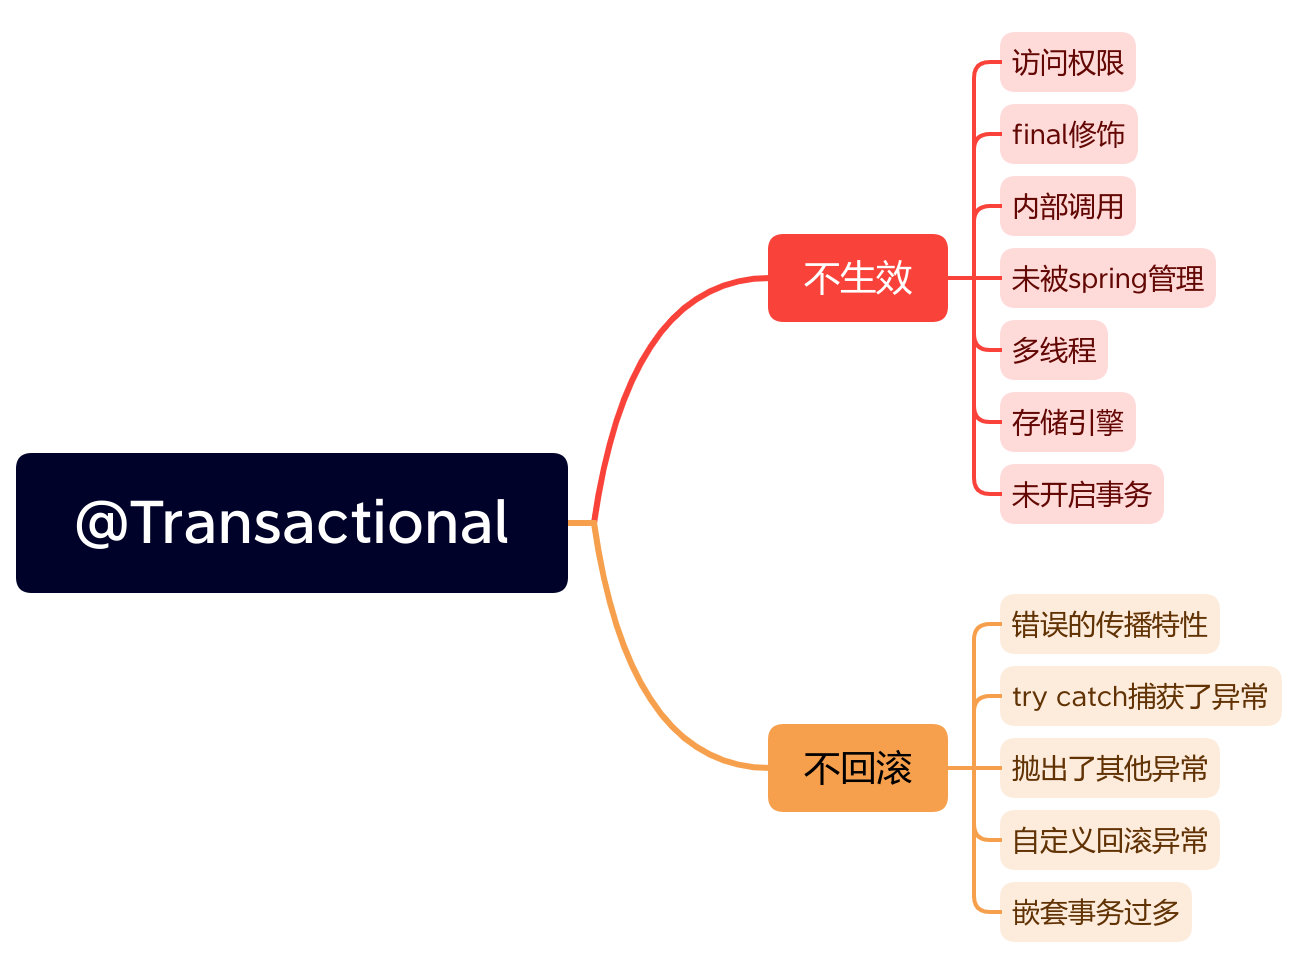 @Transactional
不生效
访问权限
final修饰
内部调用
未被spring管理
多线程
存储引擎
未开启事务
不回滚
错误的传播特性
try catch捕获了异常
抛出了其他异常
自定义回滚异常
嵌套事务过多